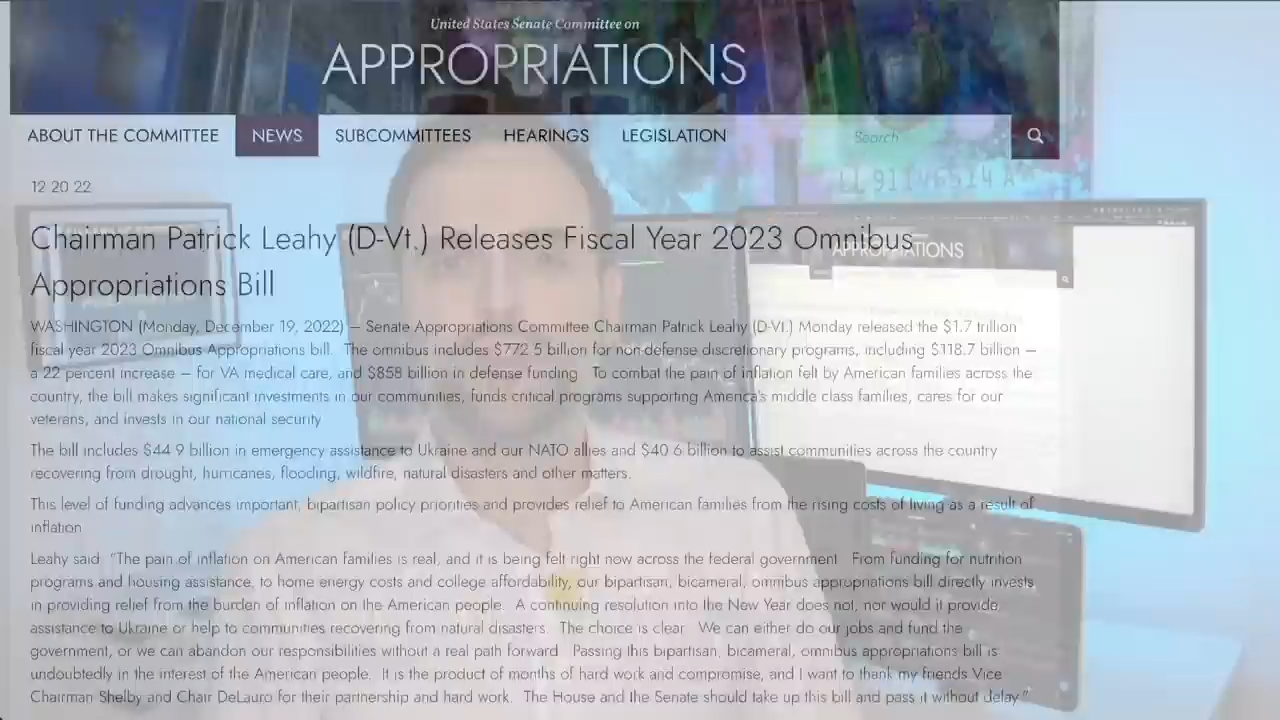 United States Senate Committee on
APPROPRIATIONS
ABOUT THE COMMITTEE NEWS SUBCOMMITTEES HEARINGS LEGISLATION Search
LL 91146514 A
12 20 22
Chairman Patrick Leahy (D-Vt.) Releases Fiscal Year 2023 Omnibus
Appropriations Bill
APPROPRIATIONS
WASHINGTON (Monday, December 19, 2022) – Senate Appropriations Committee Chairman Patrick Leahy (D-Vt.) Monday released the $1.7 trillion
fiscal year 2023 Omnibus Appropriations bill. The omnibus includes $772 5 billion for non-defense discretionary programs, including $118.7 billion –
a 22 percent increase – for VA medical care, and $858 billion in defense funding To combat the pain of inflation felt by American families across the
country, the bill makes significant investments in our communities, funds critical programs supporting America's middle class families, cares for our
veterans, and invests in our national security
The bill includes $44 9 billion in emergency assistance to Ukraine and our NATO allies and $40 6 billion to assist communities across the country
recovering from drought, hurricanes, flooding, wildfire, natural disasters and other matters.
This level of funding advances important, bipartisan policy priorities and provides relief to American families from the rising costs of living as a result of
inflation
Leahy said "The pain of inflation on American families is real, and it is being felt right now across the federal government From funding for nutrition
programs and housing assistance, to home energy costs and college affordability, our bipartisan, bicameral, omnibus appropriations bill directly invests
in providing relief from the burden of inflation on the American people. A continuing resolution into the New Year does not, nor would it provide
assistance to Ukraine or help to communities recovering from natural disasters. The choice is clear We can either do our jobs and fund the
government, or we can abandon our responsibilities without a real path forward Passing this bipartisan, bicameral, omnibus appropriations bill is
undoubtedly in the interest of the American people. It is the product of months of hard work and compromise, and I want to thank my friends Vice
Chairman Shelby and Chair DeLauro for their partnership and hard work. The House and the Senate should take up this bill and pass it without delay"